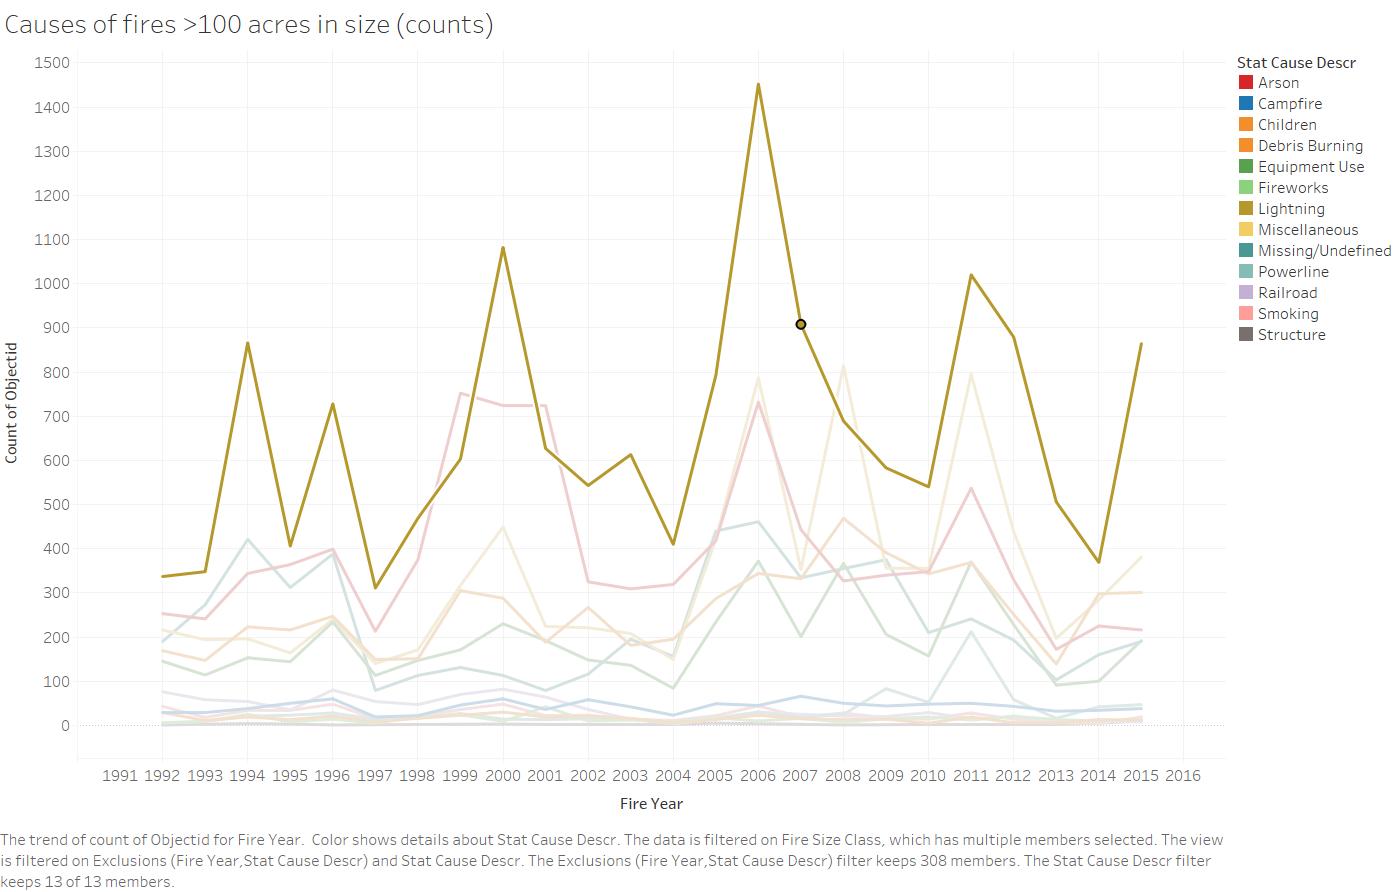 Causes of fires >100 acres in size (counts)
1500
1400
1300
1200
1100
1000
900
800
700
600
500
400
300
200
100
0
Count of Objectid
1991 1992 1993 1994 1995 1996 1997 1998 1999 2000 2001 2002 2003 2004 2005 2006 2007 2008 2009 2010 2011 2012 2013 2014 2015 2016
Fire Year
Stat Cause Descr
Arson
Campfire
Children
Debris Burning
Equipment Use
Fireworks
Lightning
Miscellaneous
Missing/Undefined
Powerline
Railroad
Smoking
Structure
The trend of count of Objectid for Fire Year.  Color shows details about Stat Cause Descr. The data is filtered on Fire Size Class, which has multiple members selected. The view
is filtered on Exclusions (Fire Year,Stat Cause Descr) and Stat Cause Descr. The Exclusions (Fire Year,Stat Cause Descr) filter keeps 308 members. The Stat Cause Descr filter
keeps 13 of 13 members.